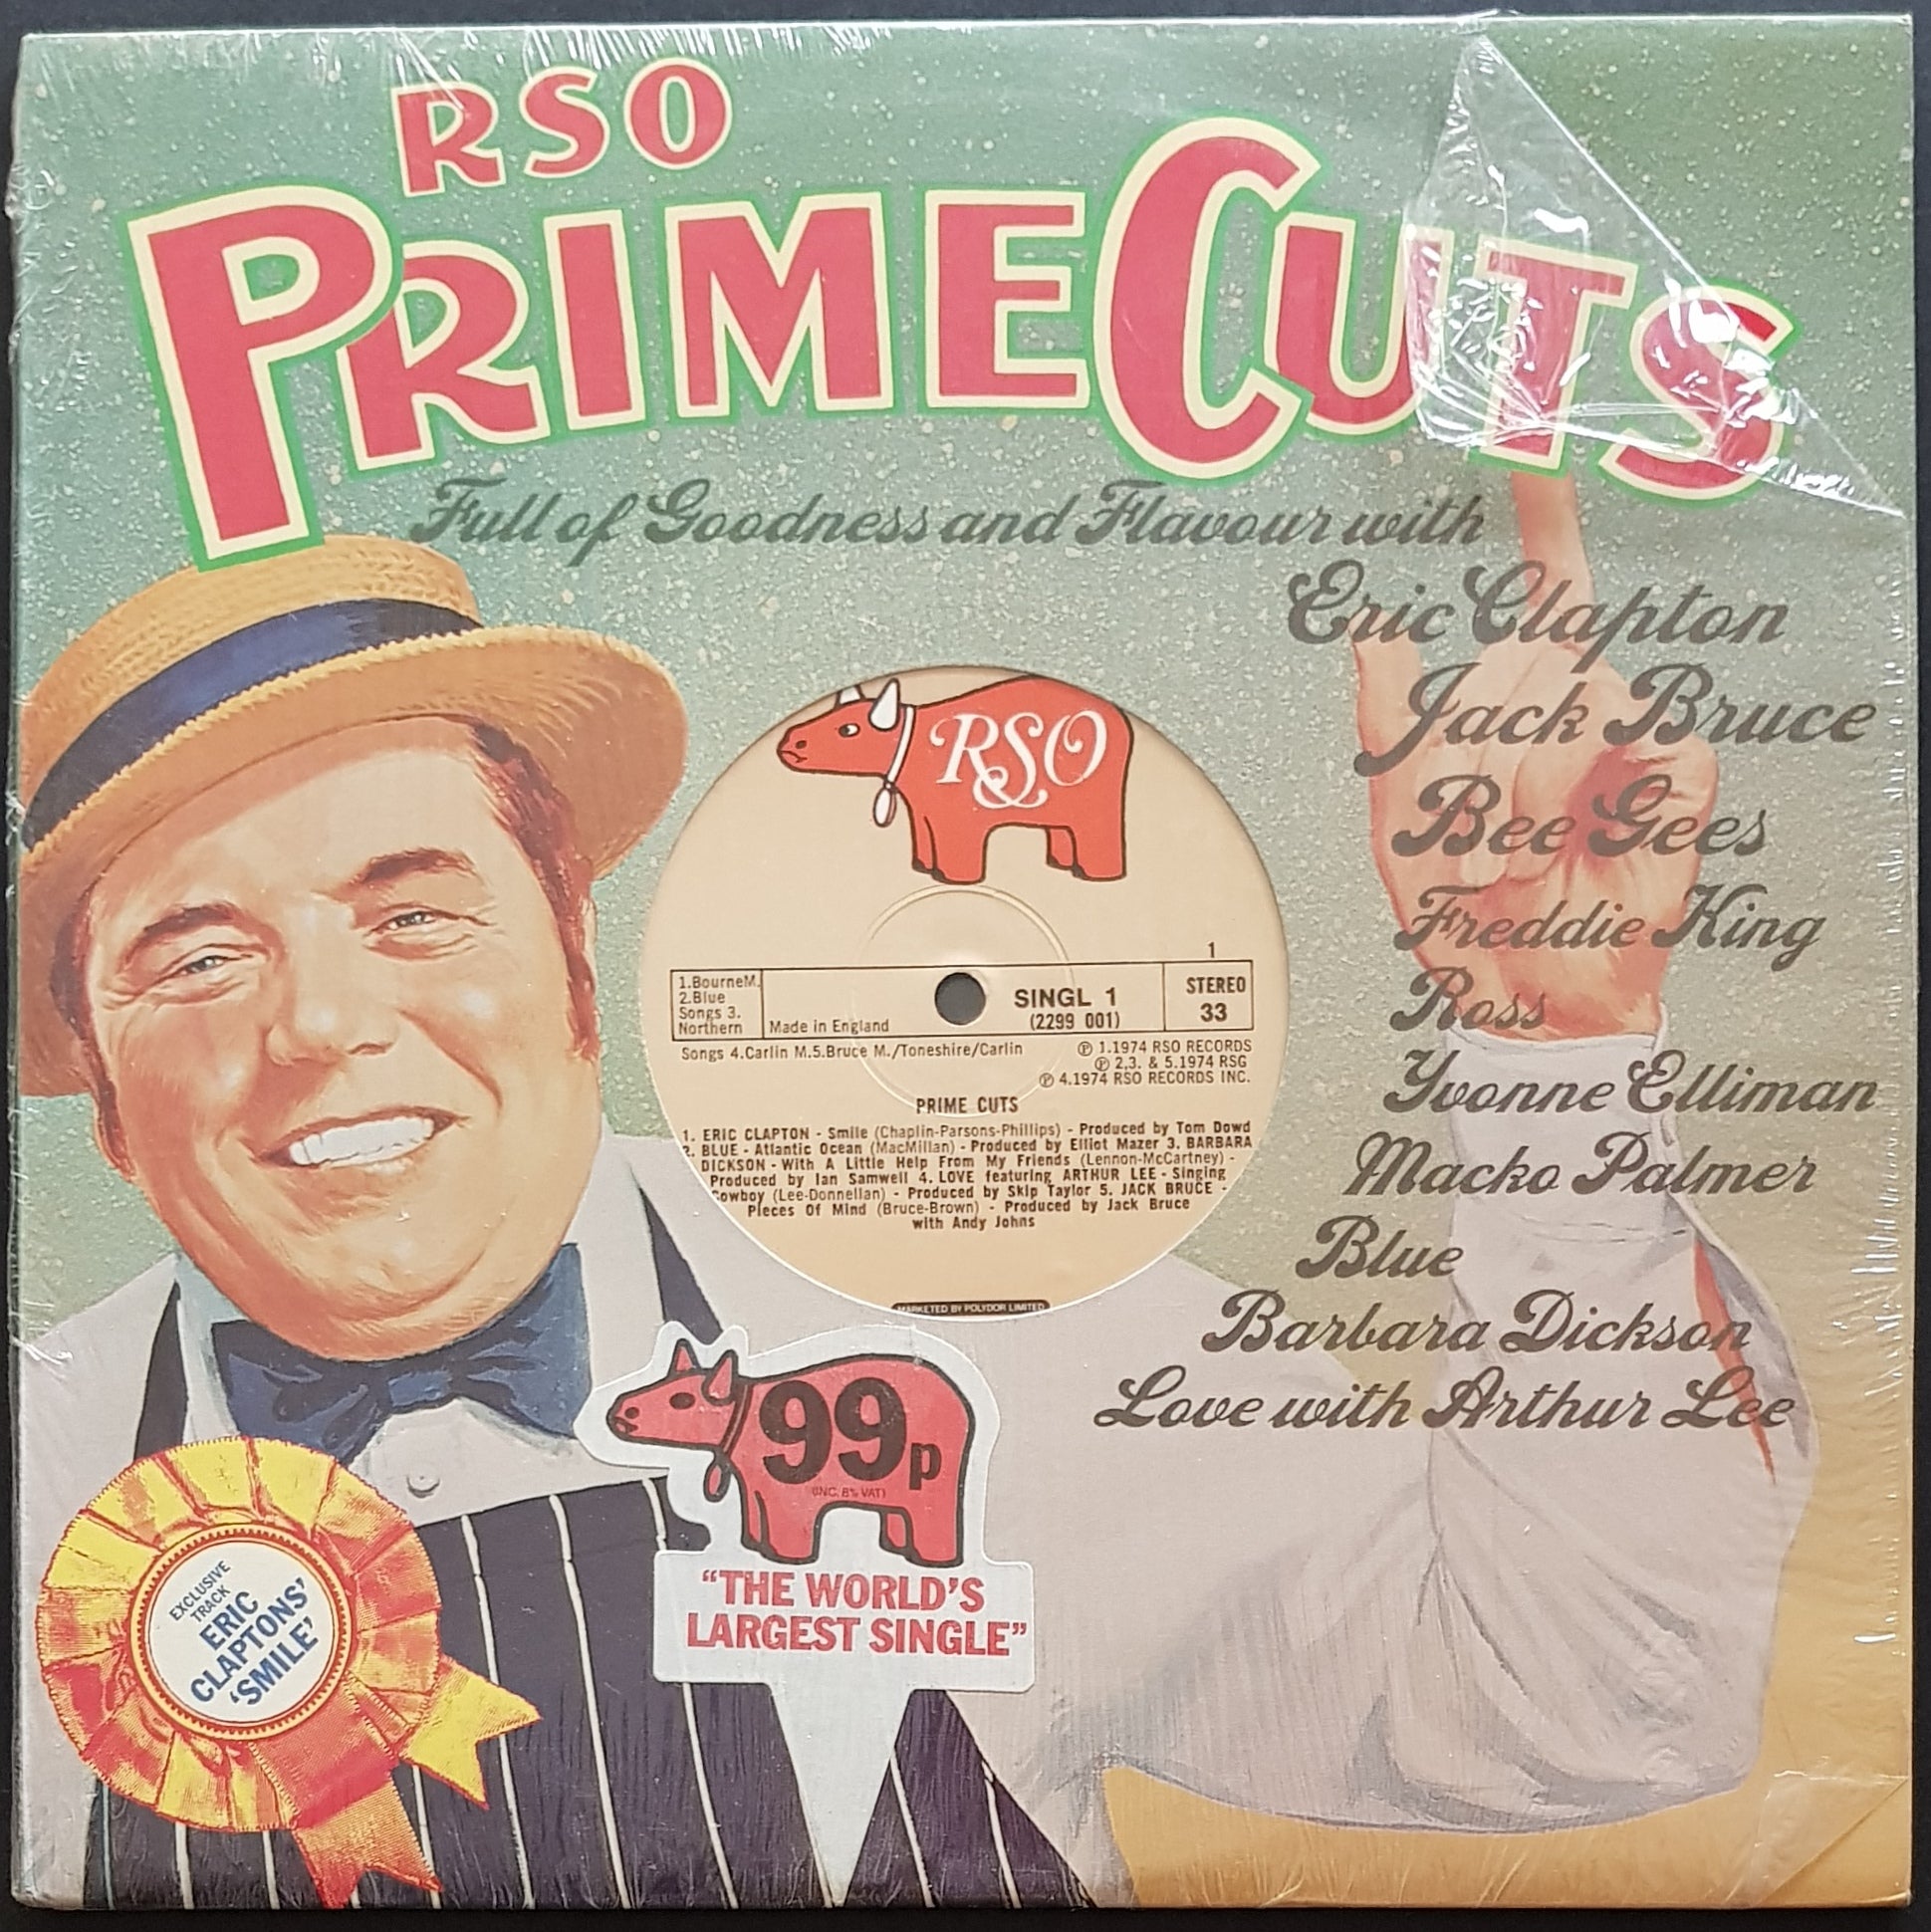 RSO
PRIMECUTS
Full of Goodness and Flavour with
Eric Clapton
Jack Bruce
Bee Gees
Freddie King
Ross
Yvonne Elliman
Macko Palmer
Blue
Barbara Dickson
Love with Arthur Lee
RSO
1
1.BourneM.
2.Blue
Songs 3.
Northern
Made in England
SINGL 1
(2299 001)
STEREO
33
Songs 4.Carlin M.5.Bruce M./Toneshire/Carlin
℗ 1.1974 RSO RECORDS
℗ 2,3. & 5.1974 RSG
℗ 4.1974 RSO RECORDS INC.
PRIME CUTS
1. ERIC CLAPTON - Smile (Chaplin-Parsons-Phillips) - Produced by Tom Dowd
2. BLUE - Atlantic Ocean (MacMillan) - Produced by Elliot Mazer 3. BARBARA
DICKSON - With A Little Help From My Friends (Lennon-McCartney) -
Produced by Ian Samwell 4. LOVE featuring ARTHUR LEE - Singing
Cowboy (Lee-Donnellan) - Produced by Skip Taylor 5. JACK BRUCE -
Pieces Of Mind (Bruce-Brown) - Produced by Jack Bruce
with Andy Johns
MARKETED BY POLYDOR LIMITED
99p
(INC. 8% VAT)
"THE WORLD'S
LARGEST SINGLE"
EXCLUSIVE
TRACK
ERIC
CLAPTONS'
'SMILE'